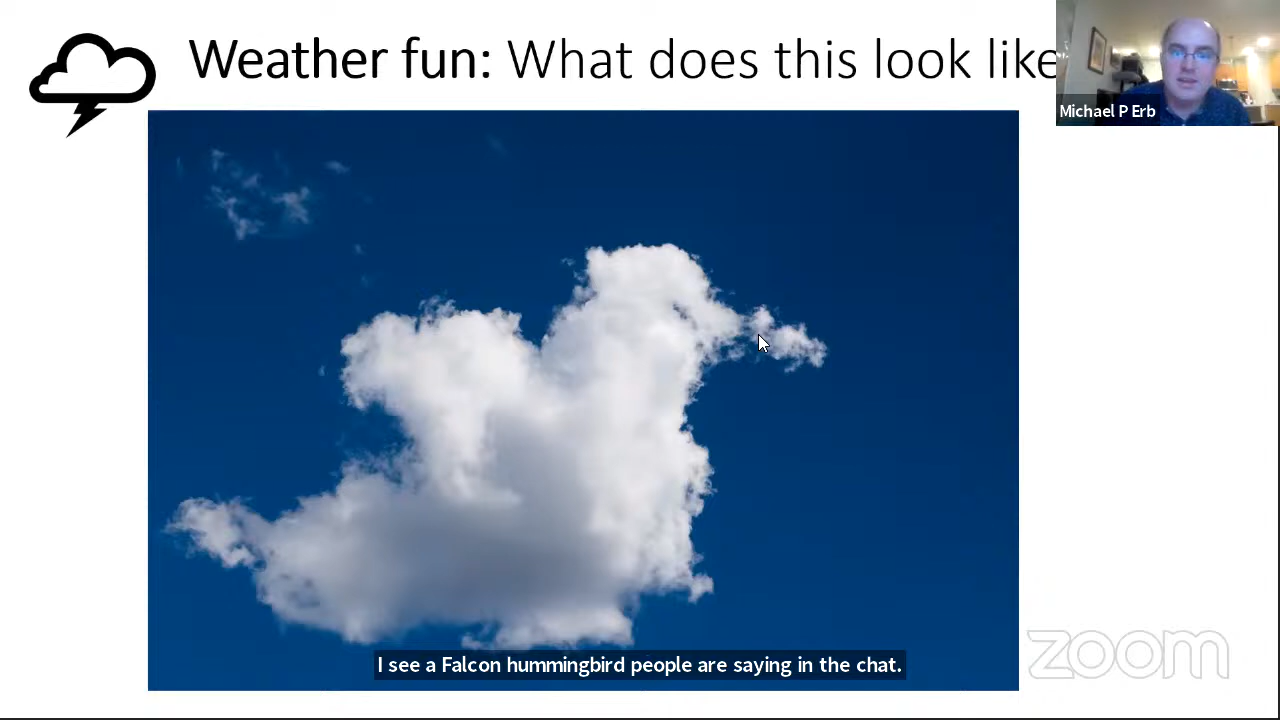 Weather fun: What does this look like
Michael P Erb
I see a Falcon hummingbird people are saying in the chat.
zoom